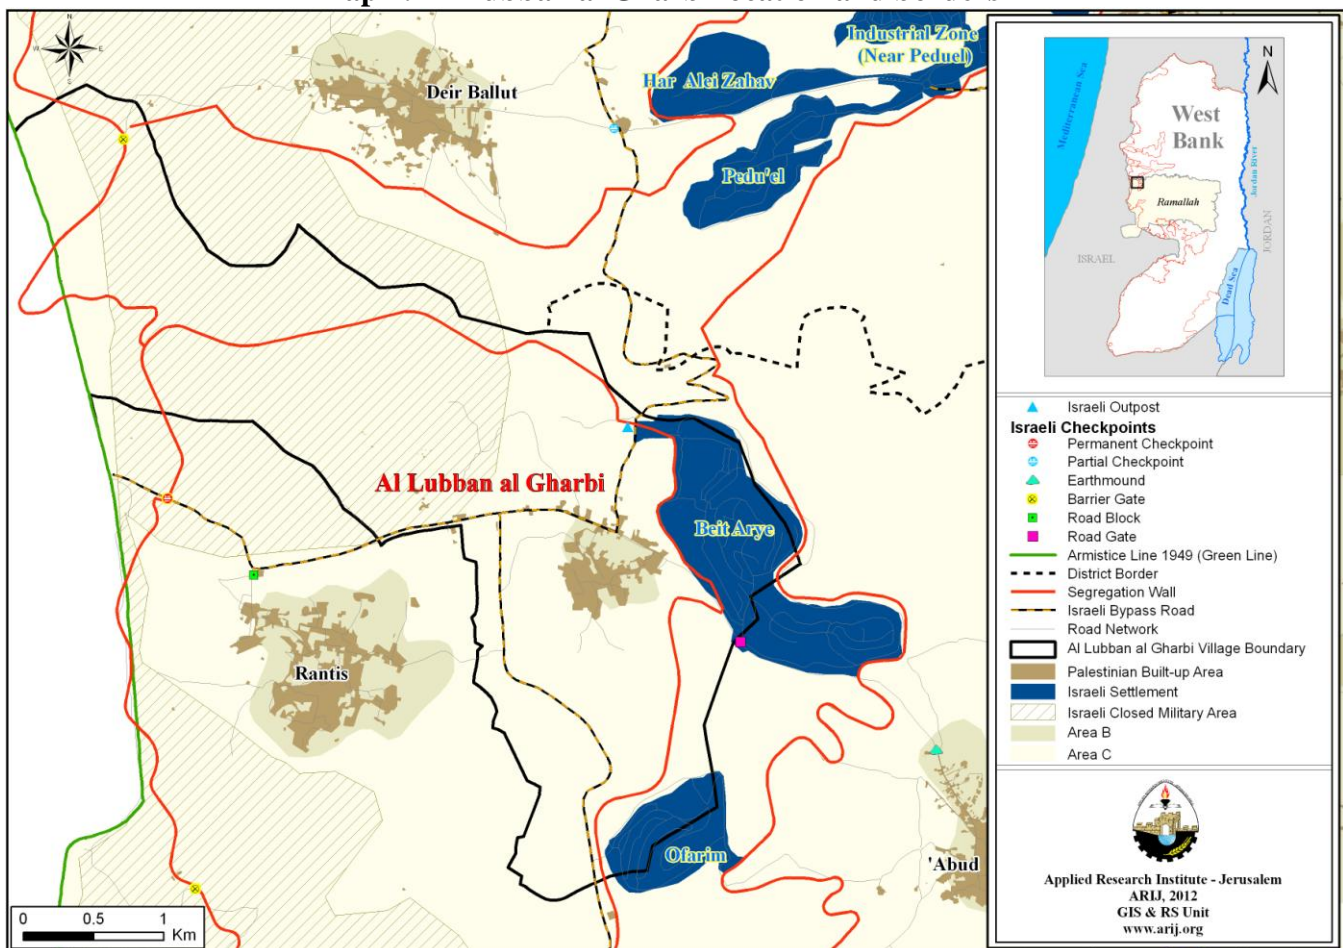 Deir Ballut
Har Alei Zahav
Industrial Zone
(Near Peduel)
Pedu'el
Al Lubban al Gharbi
Beit Arye
Rantis
Ofarim
'Abud
N
E
S
W
0 0.5 1
Km
N
Mediterranean Sea
West
Bank
Jordan River
Ramallah
ISRAEL
JORDAN
Dead Sea
Israeli Outpost
Israeli Checkpoints
Permanent Checkpoint
Partial Checkpoint
Earthmound
Barrier Gate
Road Block
Road Gate
Armistice Line 1949 (Green Line)
District Border
Segregation Wall
Israeli Bypass Road
Road Network
Al Lubban al Gharbi Village Boundary
Palestinian Built-up Area
Israeli Settlement
Israeli Closed Military Area
Area B
Area C
Applied Research Institute - Jerusalem
ARIJ, 2012
GIS & RS Unit
www.arij.org